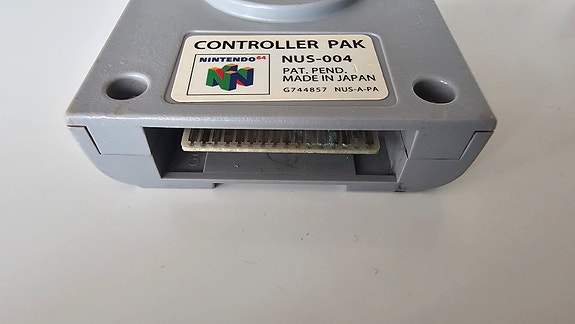 CONTROLLER PAK
NINTENDO64
NUS-004
PAT. PEND.
MADE IN JAPAN
G744857 NUS-A-PA